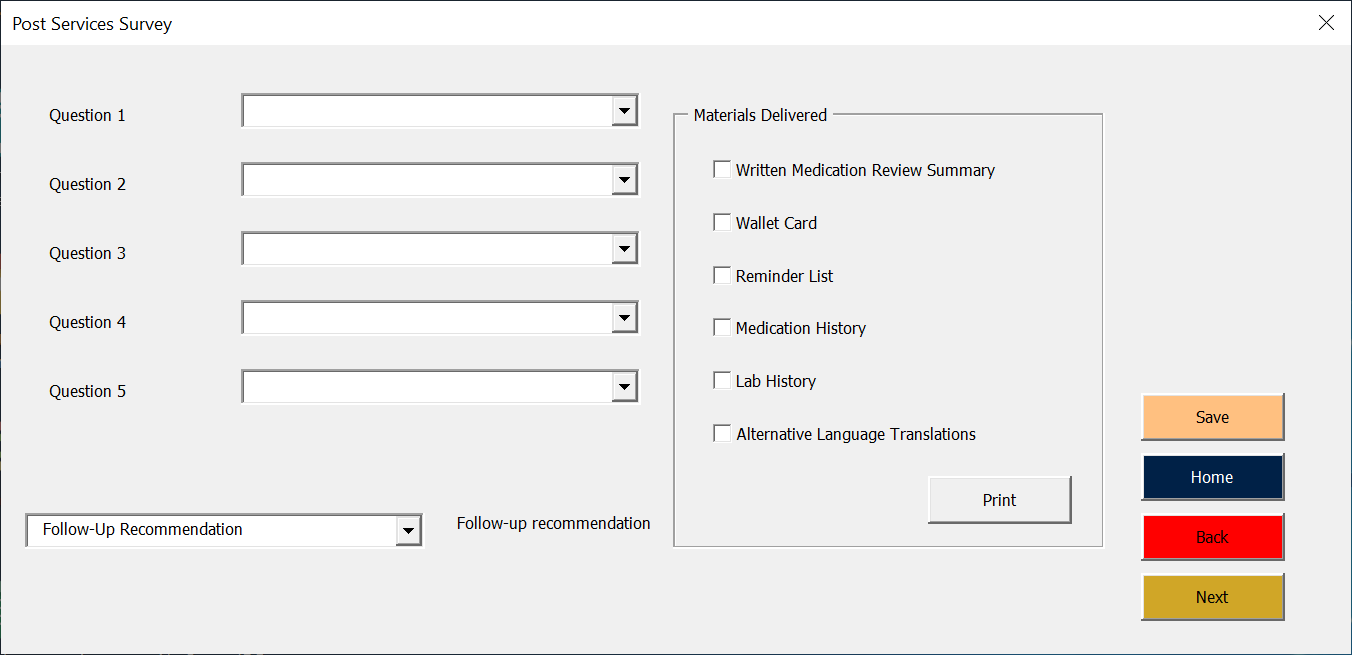 Post Services Survey
Question 1
Question 2
Question 3
Question 4
Question 5
Follow-Up Recommendation
Follow-up recommendation
Materials Delivered
Written Medication Review Summary
Wallet Card
Reminder List
Medication History
Lab History
Alternative Language Translations
Print
Save
Home
Back
Next